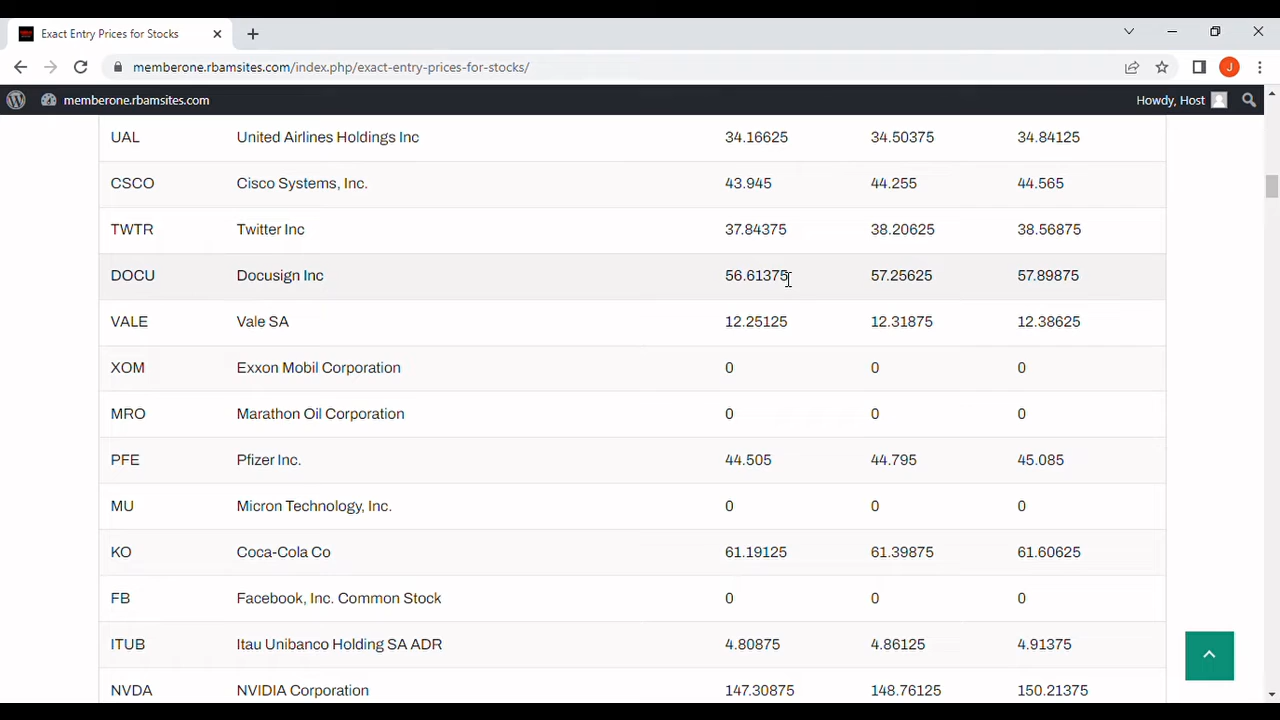 Exact Entry Prices for Stocks
memberone.rbamsites.com/index.php/exact-entry-prices-for-stocks/
J
memberone.rbamsites.com
Howdy, Host
UAL United Airlines Holdings Inc 34.16625 34.50375 34.84125
CSCO Cisco Systems, Inc. 43.945 44.255 44.565
TWTR Twitter Inc 37.84375 38.20625 38.56875
DOCU Docusign Inc 56.61375 57.25625 57.89875
VALE Vale SA 12.25125 12.31875 12.38625
XOM Exxon Mobil Corporation 0 0 0
MRO Marathon Oil Corporation 0 0 0
PFE Pfizer Inc. 44.505 44.795 45.085
MU Micron Technology, Inc. 0 0 0
KO Coca-Cola Co 61.19125 61.39875 61.60625
FB Facebook, Inc. Common Stock 0 0 0
ITUB Itau Unibanco Holding SA ADR 4.80875 4.86125 4.91375
NVDA NVIDIA Corporation 147.30875 148.76125 150.21375